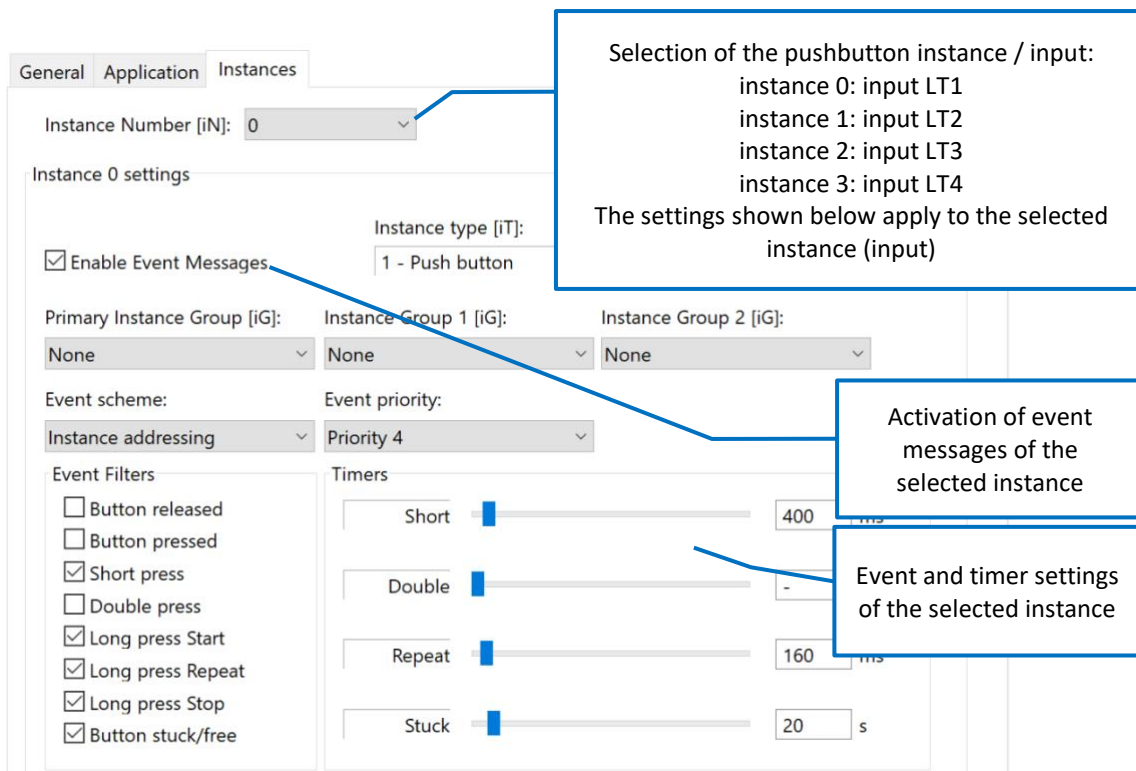 Selection of the pushbutton instance / input:
instance 0: input LT1
instance 1: input LT2
instance 2: input LT3
instance 3: input LT4
The settings shown below apply to the selected
instance (input)
General Application Instances
Instance Number [iN]: 0
Instance 0 settings
Instance type [iT]:
Enable Event Messages 1 - Push button
Primary Instance Group [iG]: Instance Group 1 [iG]: Instance Group 2 [iG]:
None None None
Event scheme: Event priority:
Instance addressing Priority 4
Activation of event
messages of the
selected instance
Event Filters
Button released
Button pressed
Short press
Double press
Long press Start
Long press Repeat
Long press Stop
Button stuck/free
Timers
Short 400 ms
Double -
Repeat 160 ms
Stuck 20 s
Event and timer settings
of the selected instance